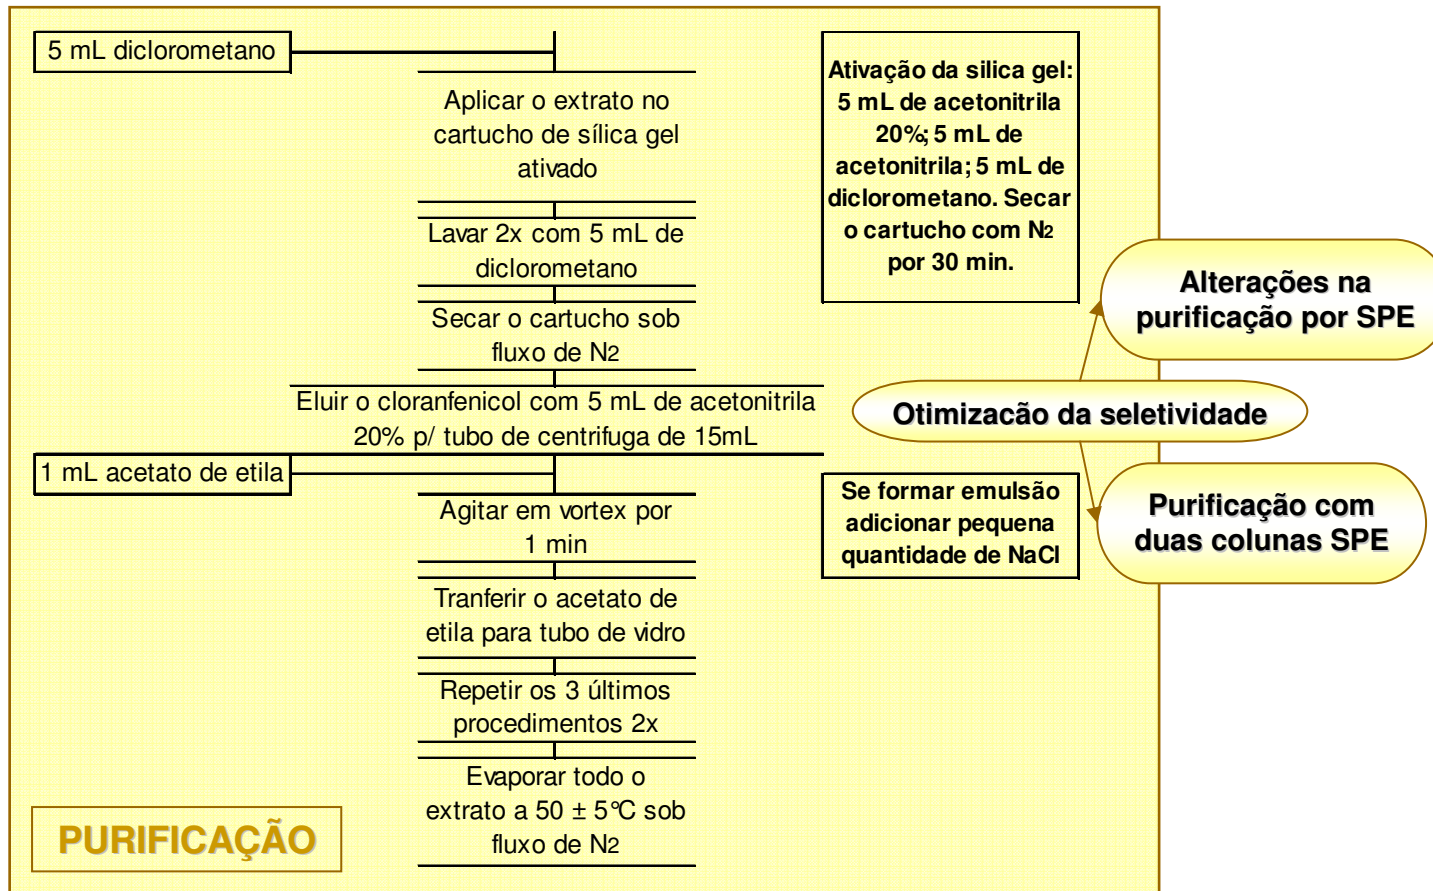 5 mL diclorometano
Aplicar o extrato no
cartucho de sílica gel
ativado
Lavar 2x com 5 mL de
diclorometano
Secar o cartucho sob
fluxo de N2
Eluir o cloranfenicol com 5 mL de acetonitrila
20% p/ tubo de centrifuga de 15mL
1 mL acetato de etila
Agitar em vortex por
1 min
Tranferir o acetato de
etila para tubo de vidro
Repetir os 3 últimos
procedimentos 2x
Evaporar todo o
extrato a 50 ± 5°C sob
fluxo de N2
PURIFICAÇÃO
Ativação da silica gel:
5 mL de acetonitrila
20%; 5 mL de
acetonitrila; 5 mL de
diclorometano. Secar
o cartucho com N2
por 30 min.
Se formar emulsão
adicionar pequena
quantidade de NaCl
Alterações na
purificação por SPE
Otimizacão da seletividade
Purificação com
duas colunas SPE